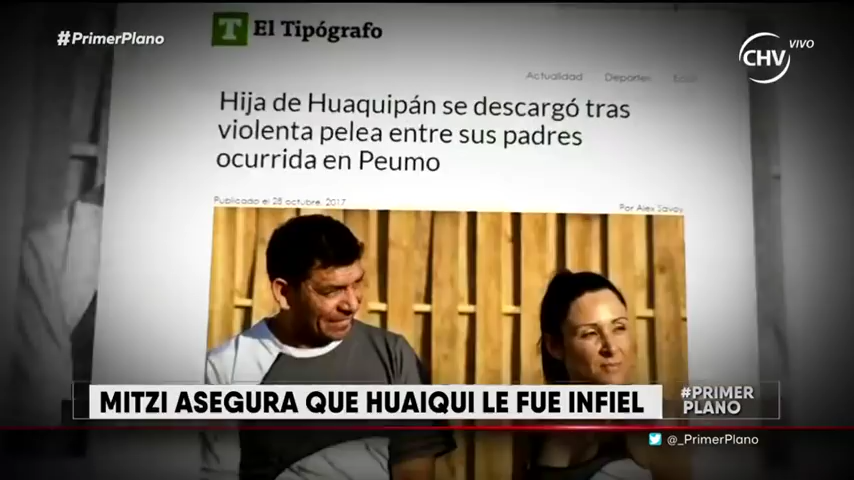 #PrimerPlano
T El Tipógrafo
CHV VIVO
Actualidad Deportes
Hija de Huaquipán se descargó tras
violenta pelea entre sus padres
ocurrida en Peumo
Publicado el 28 octubre, 2017
Por Alex Savoy
MITZI ASEGURA QUE HUAIQUI LE FUE INFIEL
#PRIMER
PLANO
@_PrimerPlano